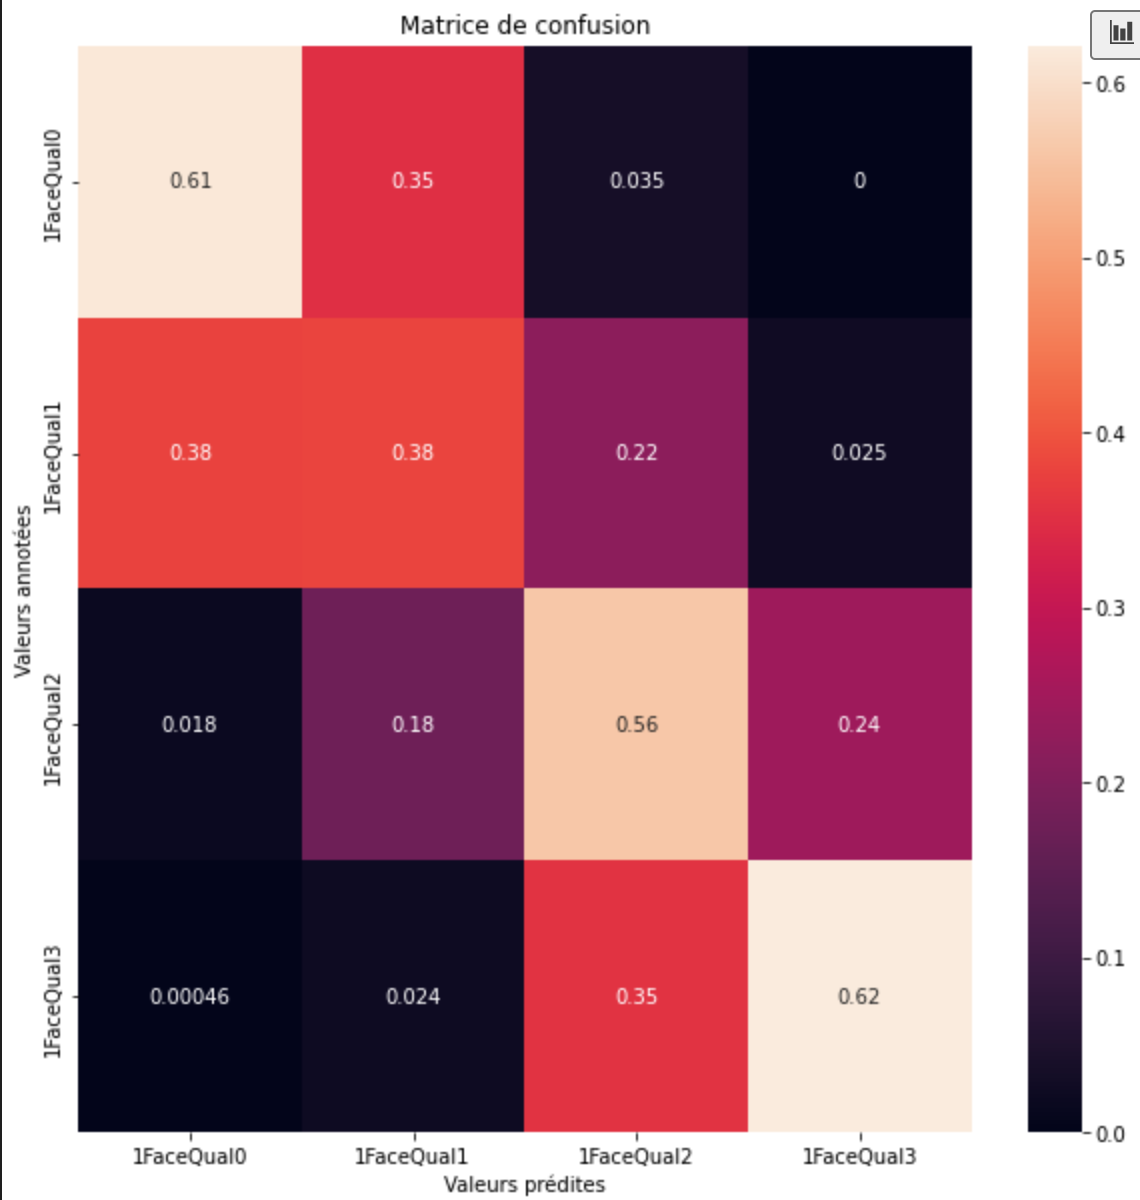 Matrice de confusion
0.6
1FaceQual0
0.61 0.35 0.035 0
0.5
0.4
1FaceQual1
0.38 0.38 0.22 0.025
Valeurs annotées
0.3
1FaceQual2
0.018 0.18 0.56 0.24
0.2
0.1
1FaceQual3
0.00046 0.024 0.35 0.62
0.0
1FaceQual0 1FaceQual1 1FaceQual2 1FaceQual3
Valeurs prédites